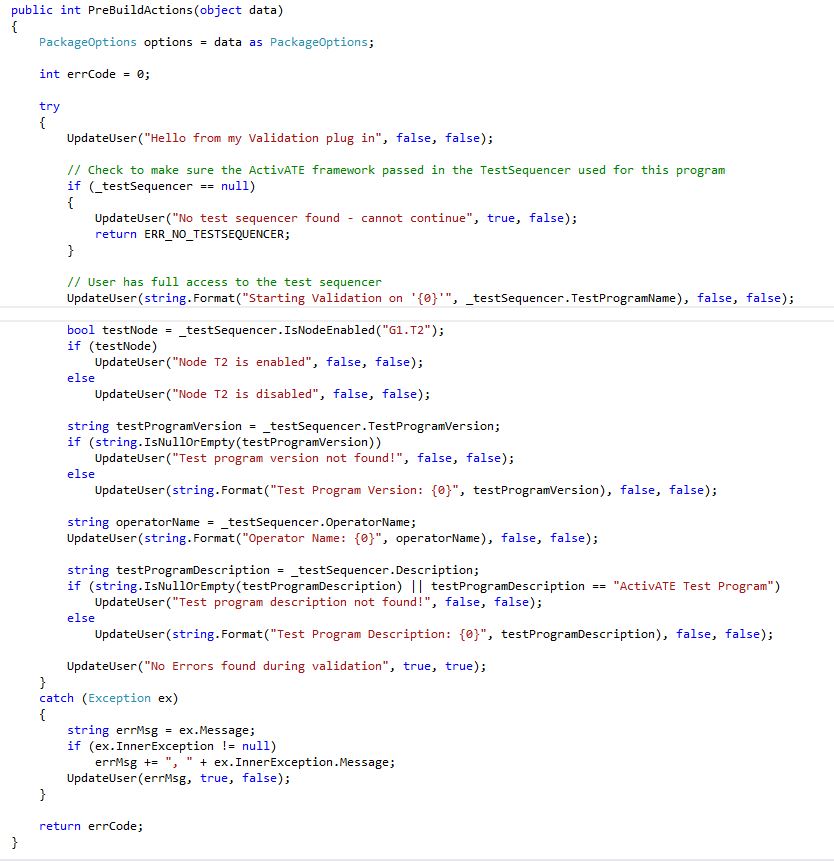 public int PreBuildActions(object data)
{
    PackageOptions options = data as PackageOptions;

    int errCode = 0;

    try
    {
        UpdateUser("Hello from my Validation plug in", false, false);

        // Check to make sure the ActivATE framework passed in the TestSequencer used for this program
        if (_testSequencer == null)
        {
            UpdateUser("No test sequencer found - cannot continue", true, false);
            return ERR_NO_TESTSEQUENCER;
        }

        // User has full access to the test sequencer
        UpdateUser(string.Format("Starting Validation on '{0}'", _testSequencer.TestProgramName), false, false);

        bool testNode = _testSequencer.IsNodeEnabled("G1.T2");
        if (testNode)
            UpdateUser("Node T2 is enabled", false, false);
        else
            UpdateUser("Node T2 is disabled", false, false);

        string testProgramVersion = _testSequencer.TestProgramVersion;
        if (string.IsNullOrEmpty(testProgramVersion))
            UpdateUser("Test program version not found!", false, false);
        else
            UpdateUser(string.Format("Test Program Version: {0}", testProgramVersion), false, false);

        string operatorName = _testSequencer.OperatorName;
        UpdateUser(string.Format("Operator Name: {0}", operatorName), false, false);

        string testProgramDescription = _testSequencer.Description;
        if (string.IsNullOrEmpty(testProgramDescription) || testProgramDescription == "ActivATE Test Program")
            UpdateUser("Test program description not found!", false, false);
        else
            UpdateUser(string.Format("Test Program Description: {0}", testProgramDescription), false, false);

        UpdateUser("No Errors found during validation", true, true);
    }
    catch (Exception ex)
    {
        string errMsg = ex.Message;
        if (ex.InnerException != null)
            errMsg += ", " + ex.InnerException.Message;
        UpdateUser(errMsg, true, false);
    }

    return errCode;
}